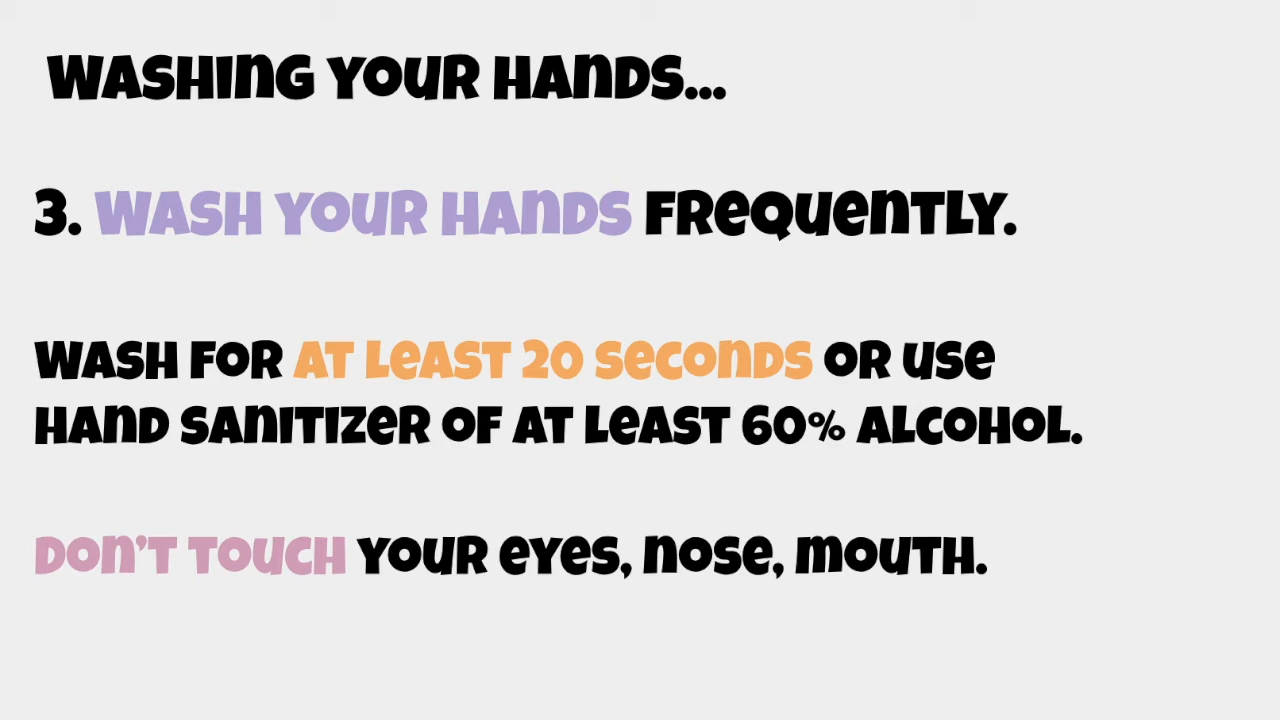 Washing your hands...
3. Wash your hands frequently.
Wash for at least 20 seconds or use
hand sanitizer of at least 60% alcohol.
Don't touch your eyes, nose, mouth.